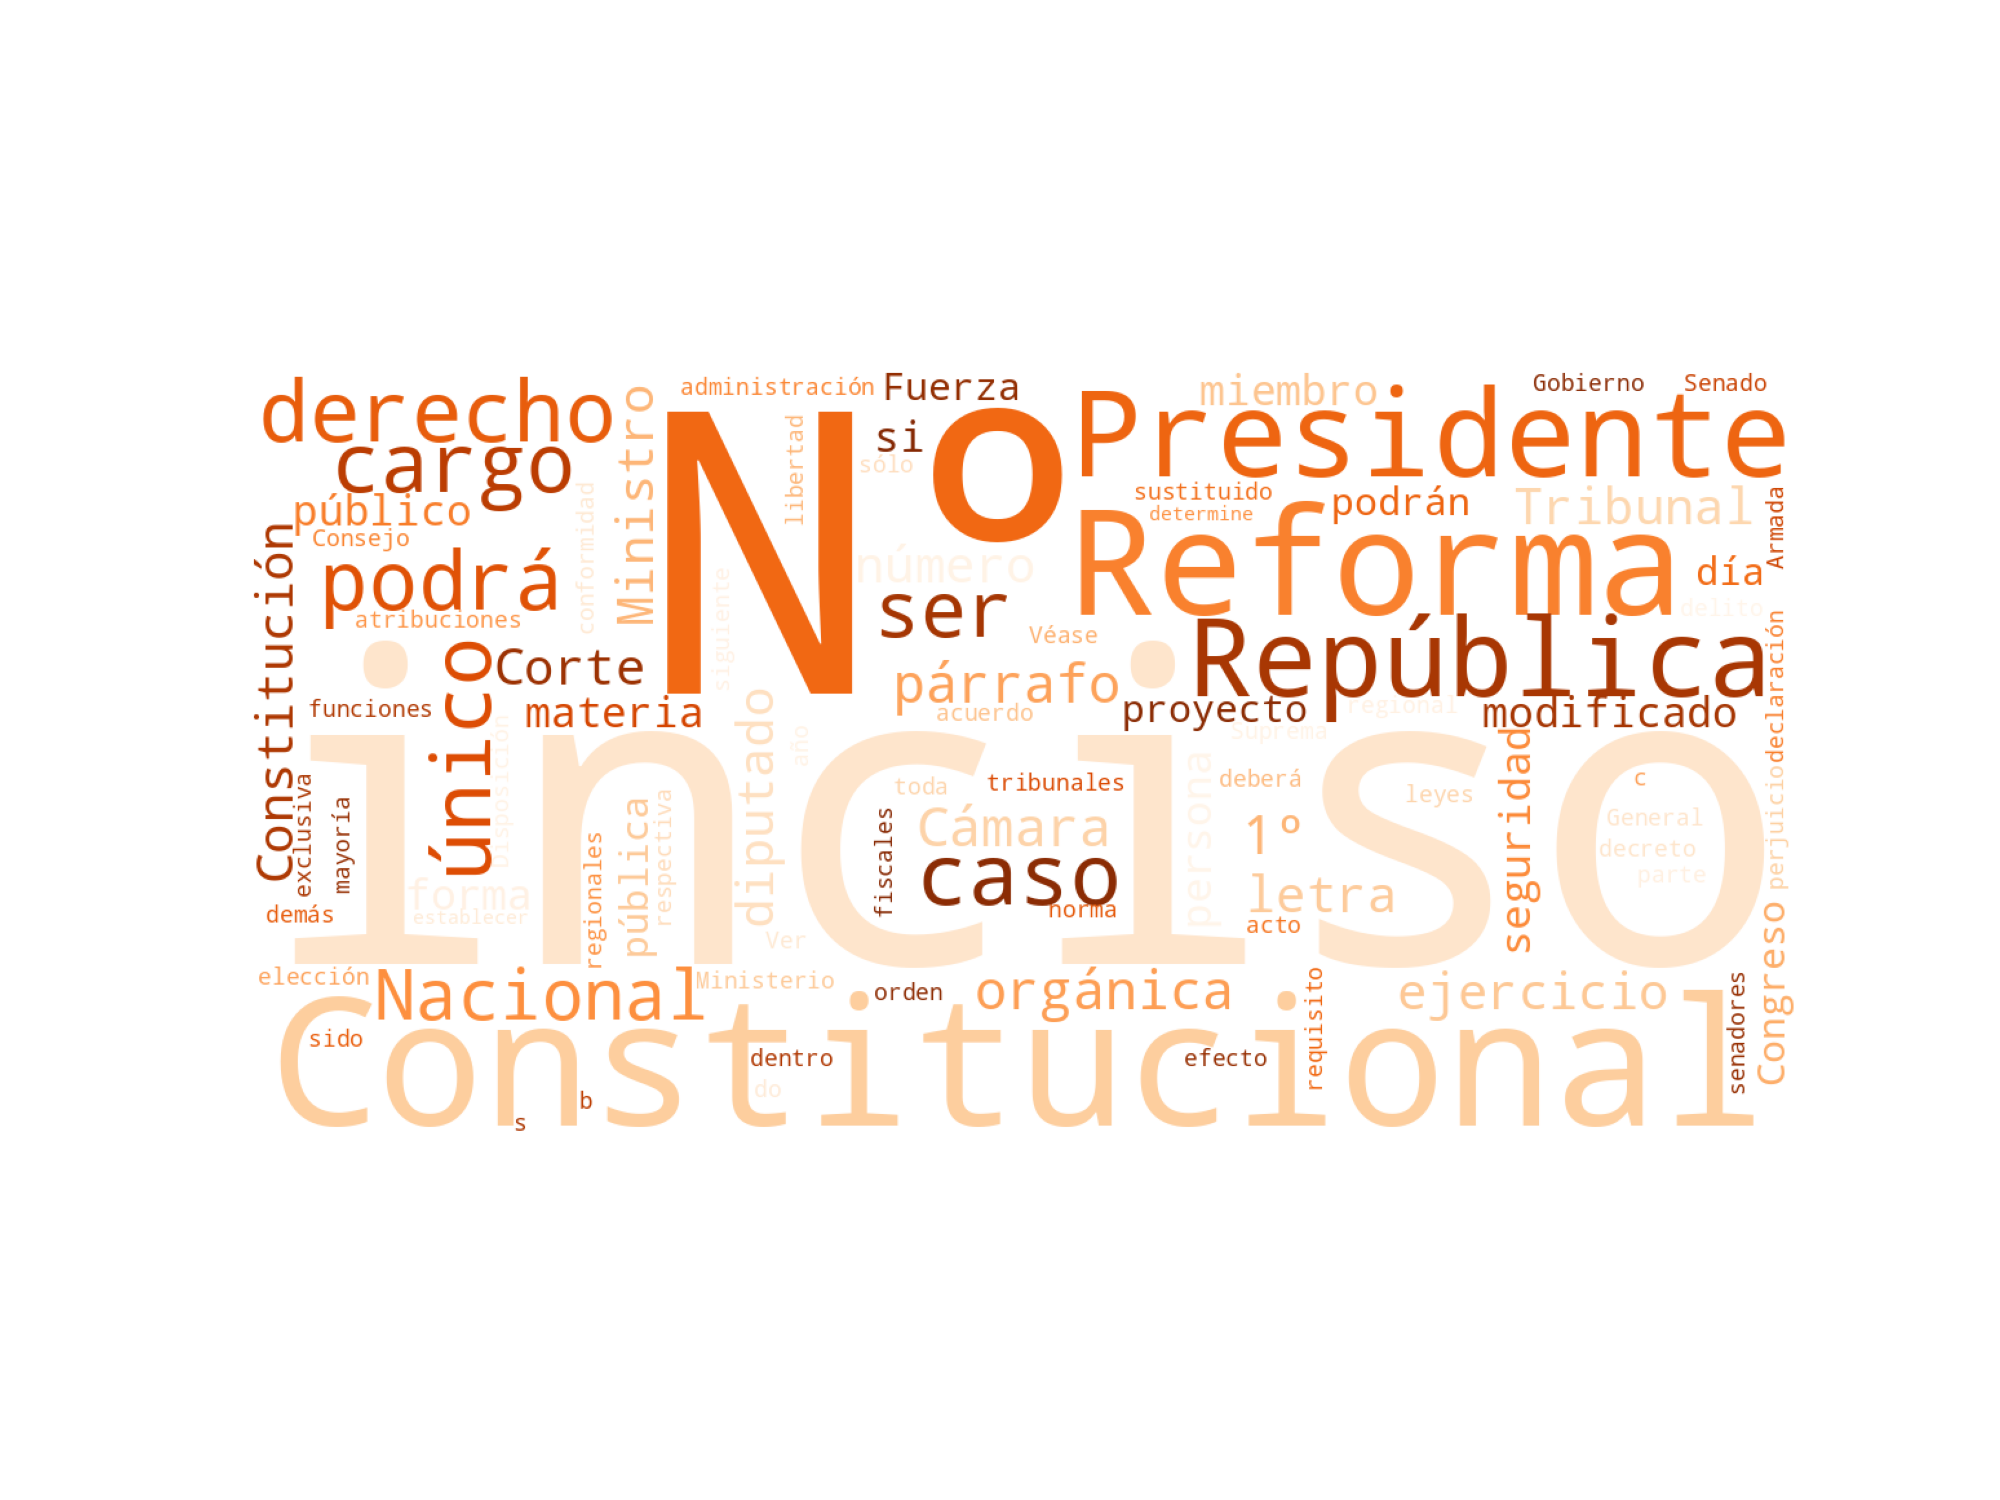 derecho
cargo
público
Consejo
podrá
atribuciones
Constitución
único
Corte
funciones
materia
conformidad
Ministro
administración
libertad
No
Fuerza
si
sólo
número
siguiente
ser
Véase
párrafo
acuerdo
miembro
Gobierno
Senado
Presidente
sustituido
determine
podrán
Tribunal
Armada
Reforma
día
delito
República
declaración
proyecto
regional
modificado
Suprema
inciso
exclusiva
mayoría
demás
Disposición
forma
establecer
regionales
pública
respectiva
diputado
año
Ver
toda
tribunales
Cámara
fiscales
caso
norma
persona
deberá
1º
letra
acto
leyes
seguridad
c
General
decreto
parte
perjuicio
elección
Nacional
Ministerio
orden
orgánica
requisito
ejercicio
Congreso
senadores
Constitucional
sido
dentro
do
efecto
b
s